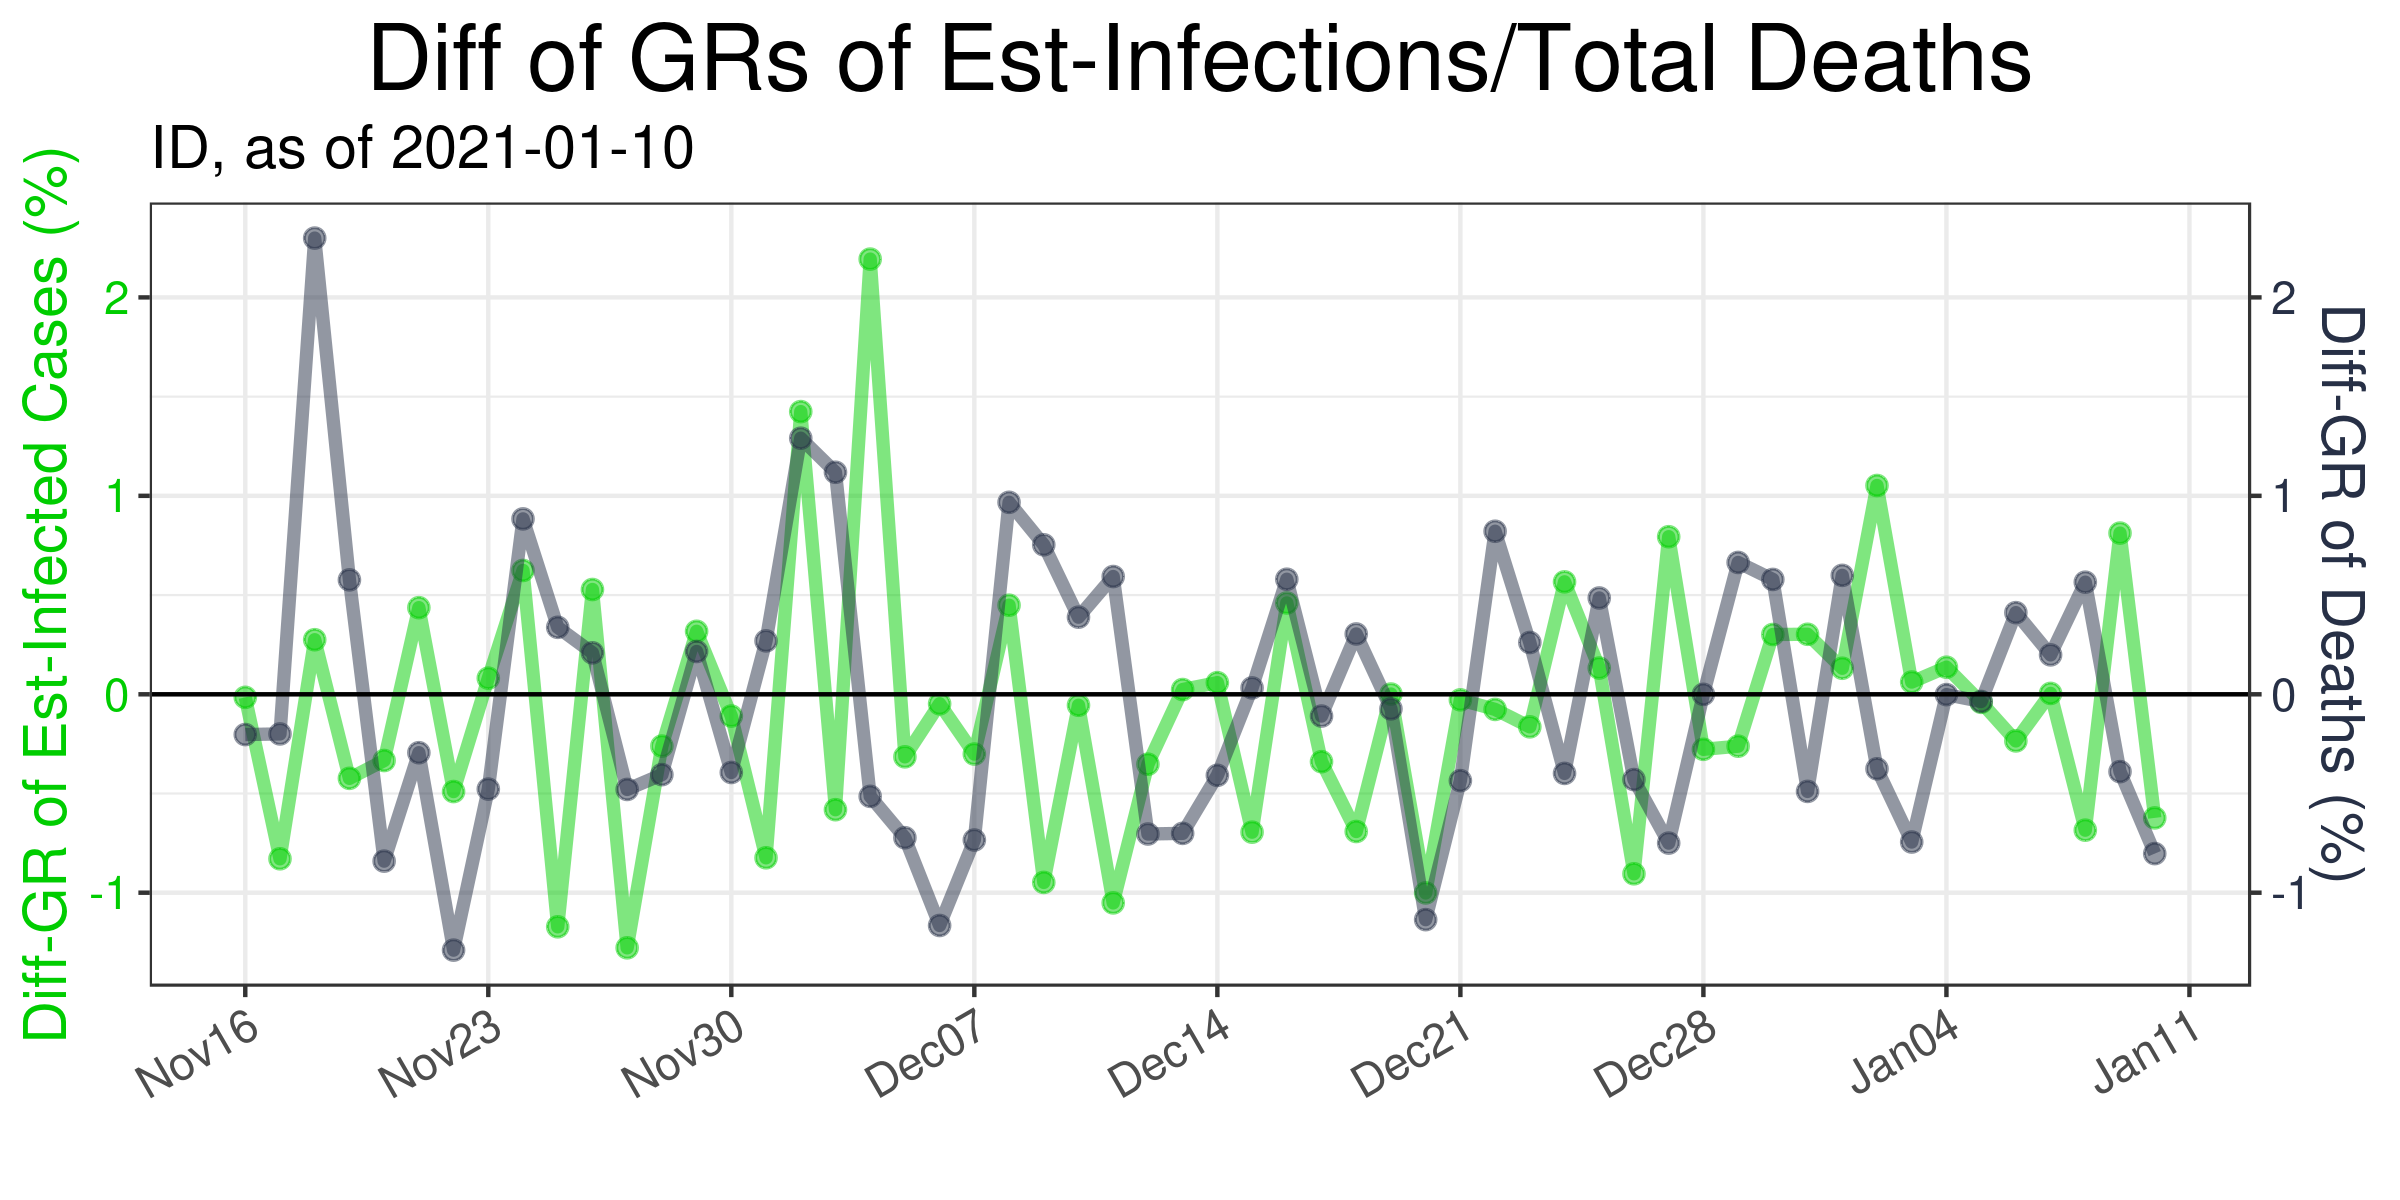 Diff of GRs of Est-Infections/Total Deaths
ID, as of 2021-01-10
Diff-GR of Est-Infected Cases (%)
2
1
0
-1
2
1
0
-1
Diff-GR of Deaths (%)
Nov16
Nov23
Nov30
Dec07
Dec14
Dec21
Dec28
Jan04
Jan11